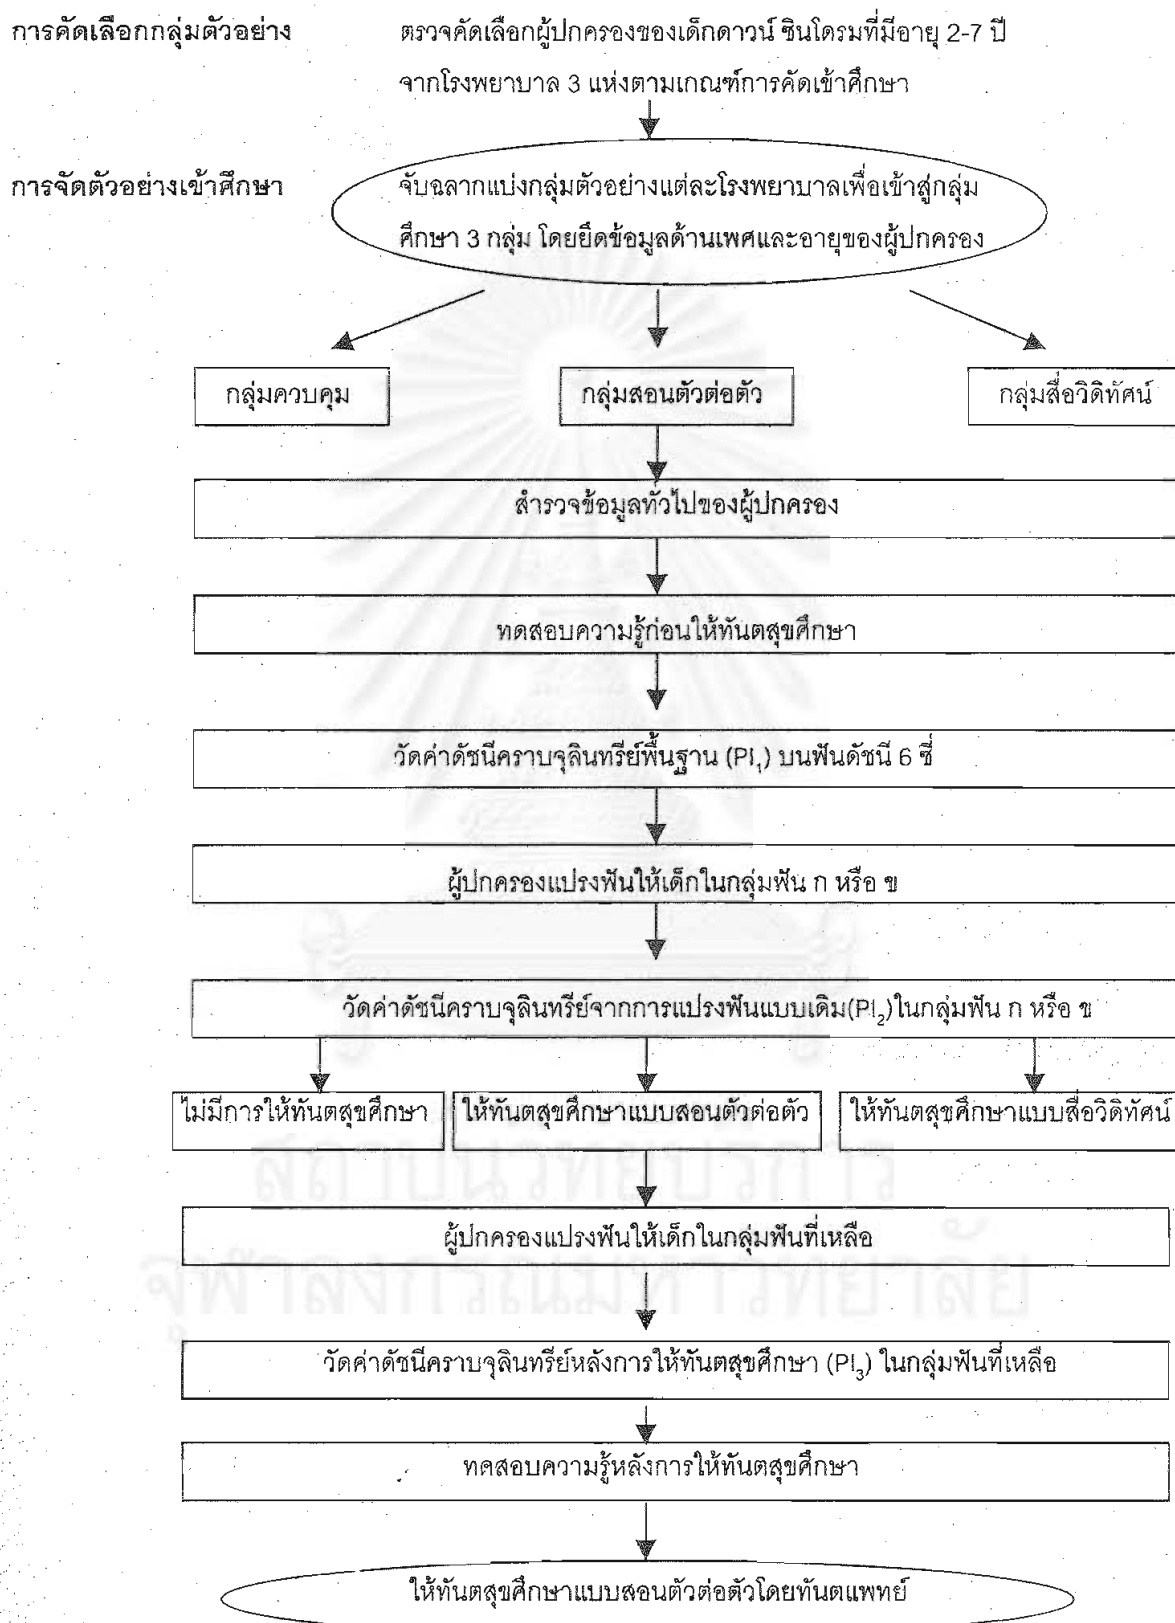 การคัดเลือกกลุ่มตัวอย่าง
ตรวจคัดเลือกผู้ปกครองของเด็กดาวน์ ซินโดรมที่มีอายุ 2-7 ปี
จากโรงพยาบาล 3 แห่งตามเกณฑ์การคัดเข้าศึกษา
การจัดตัวอย่างเข้าศึกษา
จับฉลากแบ่งกลุ่มตัวอย่างแต่ละโรงพยาบาลเพื่อเข้าสู่กลุ่ม
ศึกษา 3 กลุ่ม โดยยึดข้อมูลด้านเพศและอายุของผู้ปกครอง
กลุ่มควบคุม
กลุ่มสอนตัวต่อตัว
กลุ่มสื่อวิดิทัศน์
สำรวจข้อมูลทั่วไปของผู้ปกครอง
ทดสอบความรู้ก่อนให้ทันตสุขศึกษา
วัดค่าดัชนีคราบจุลินทรีย์พื้นฐาน (PI₁) บนฟันดัชนี 6 ซี่
ผู้ปกครองแปรงฟันให้เด็กในกลุ่มฟัน ก หรือ ข
วัดค่าดัชนีคราบจุลินทรีย์จากการแปรงฟันแบบเดิม(PI₂)ในกลุ่มฟัน ก หรือ ข
ไม่มีการให้ทันตสุขศึกษา
ให้ทันตสุขศึกษาแบบสอนตัวต่อตัว
ให้ทันตสุขศึกษาแบบสื่อวิดิทัศน์
สถาบันวิทยบริการ
ผู้ปกครองแปรงฟันให้เด็กในกลุ่มฟันที่เหลือ
จุฬาลงกรณ์มหาวิทยาลัย
วัดค่าดัชนีคราบจุลินทรีย์หลังการให้ทันตสุขศึกษา (PI₃) ในกลุ่มฟันที่เหลือ
ทดสอบความรู้หลังการให้ทันตสุขศึกษา
ให้ทันตสุขศึกษาแบบสอนตัวต่อตัวโดยทันตแพทย์